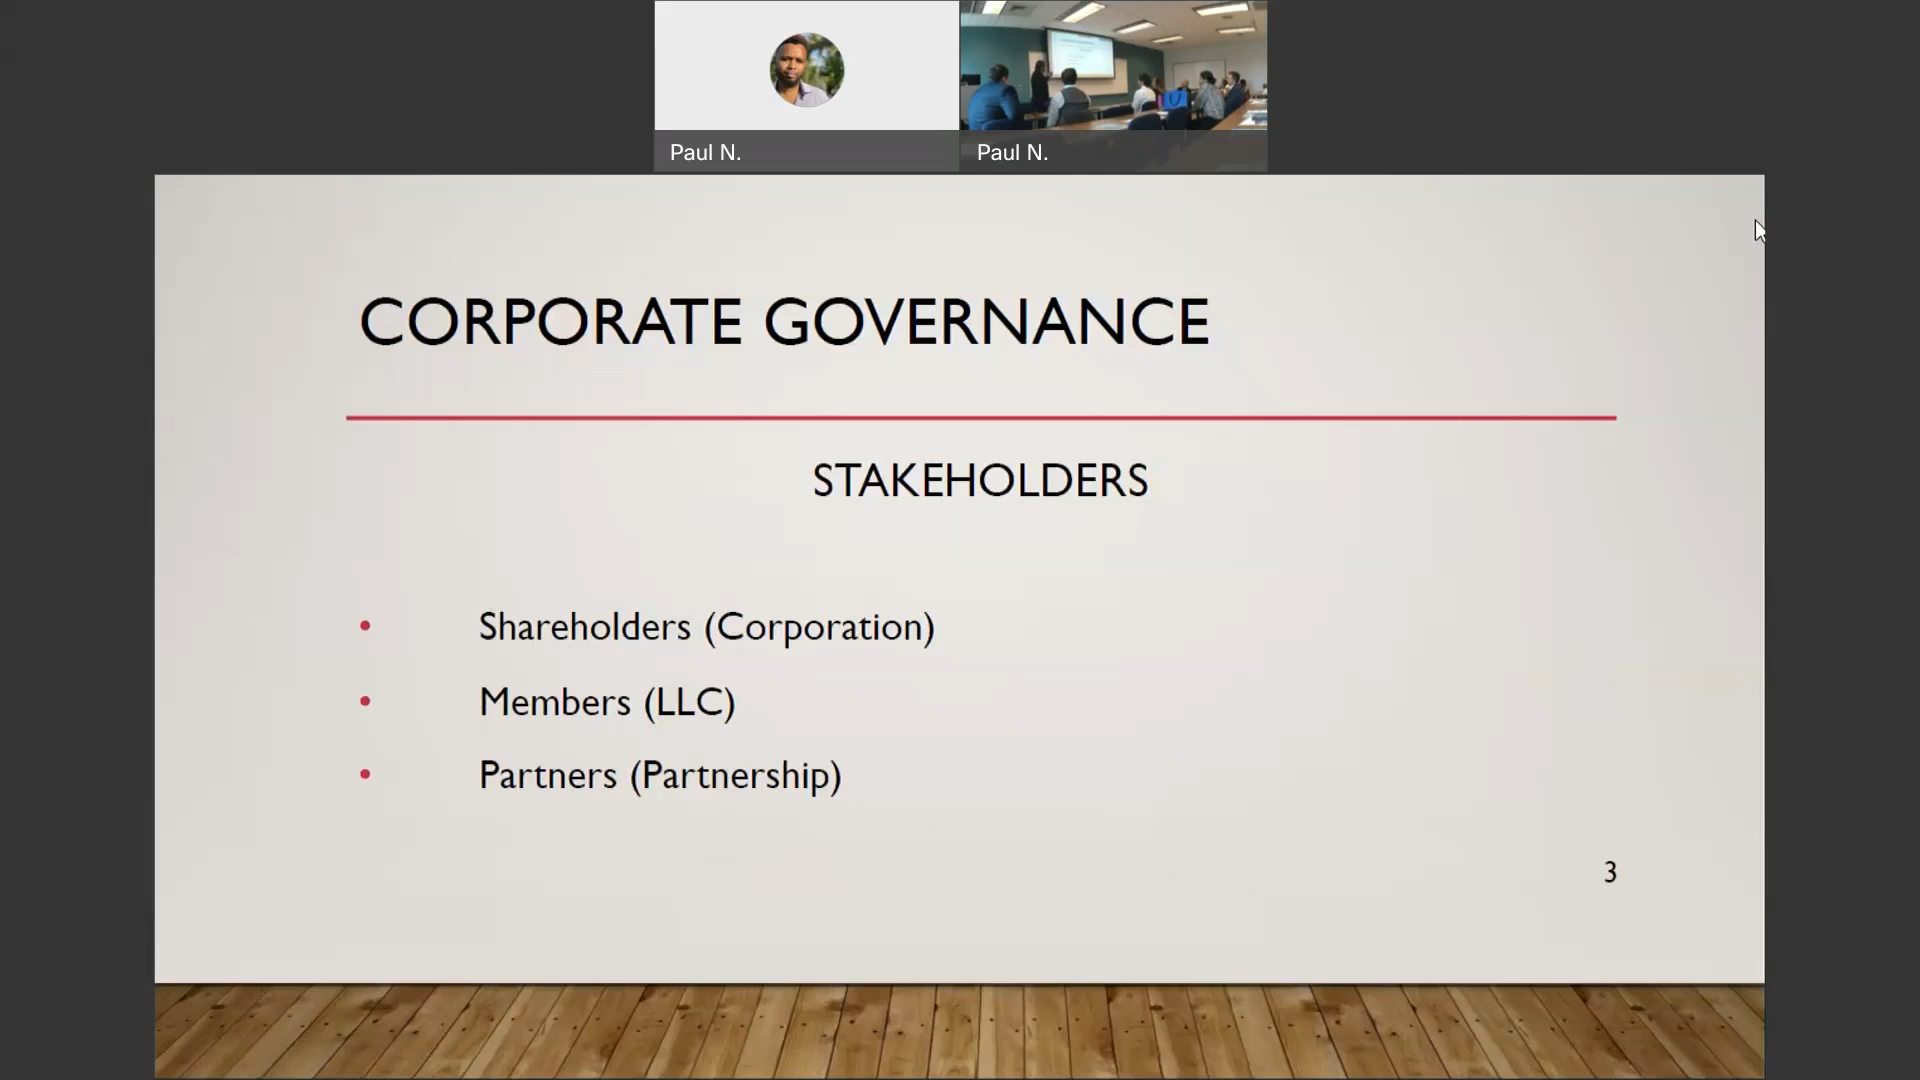 Paul N.
Paul N.
CORPORATE GOVERNANCE
STAKEHOLDERS
• Shareholders (Corporation)
• Members (LLC)
• Partners (Partnership)
3